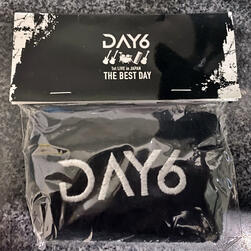 DAY6
1st LIVE in JAPAN
THE BEST DAY
DAY6